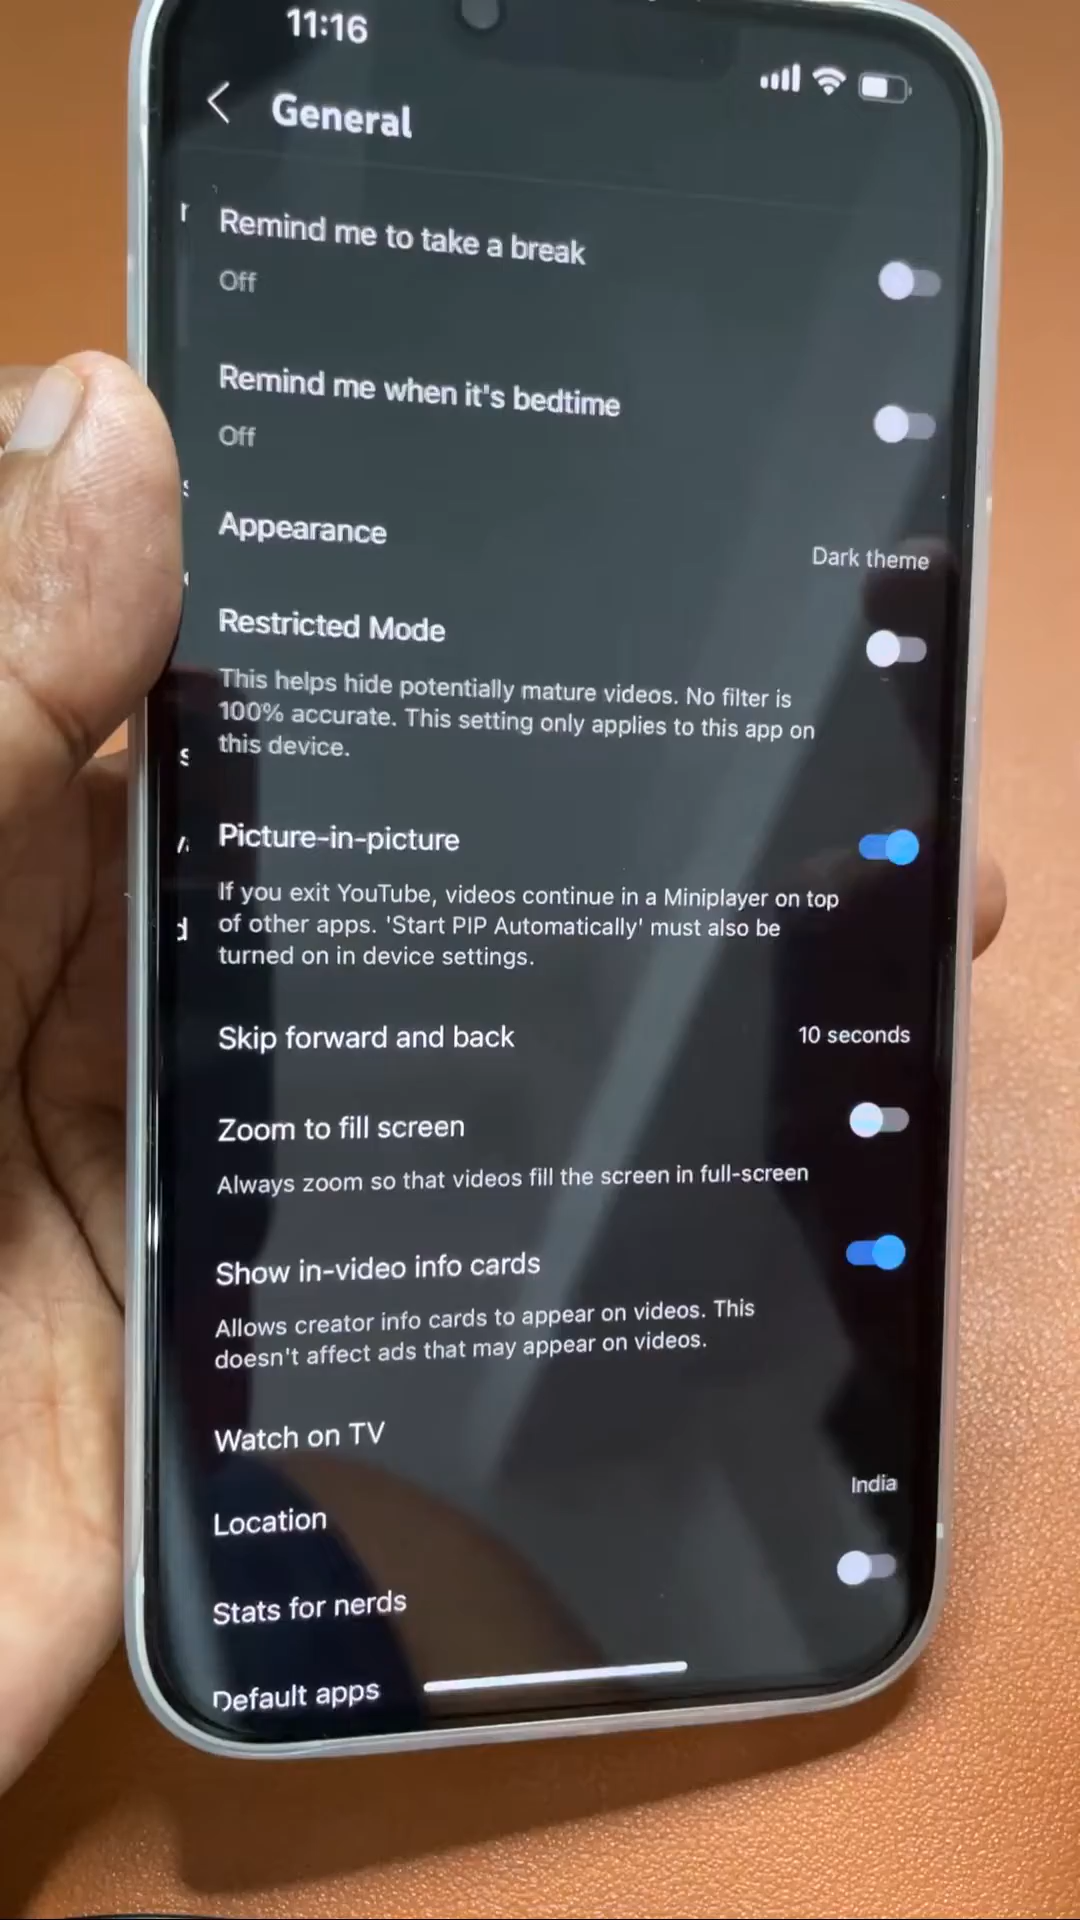 11:16
General
Remind me to take a break
Off
Remind me when it's bedtime
Off
Appearance
Dark theme
Restricted Mode
This helps hide potentially mature videos. No filter is
100% accurate. This setting only applies to this app on
this device.
Picture-in-picture
If you exit YouTube, videos continue in a Miniplayer on top
of other apps. 'Start PIP Automatically' must also be
turned on in device settings.
Skip forward and back
10 seconds
Zoom to fill screen
Always zoom so that videos fill the screen in full-screen
Show in-video info cards
Allows creator info cards to appear on videos. This
doesn't affect ads that may appear on videos.
Watch on TV
Location
India
Stats for nerds
Default apps